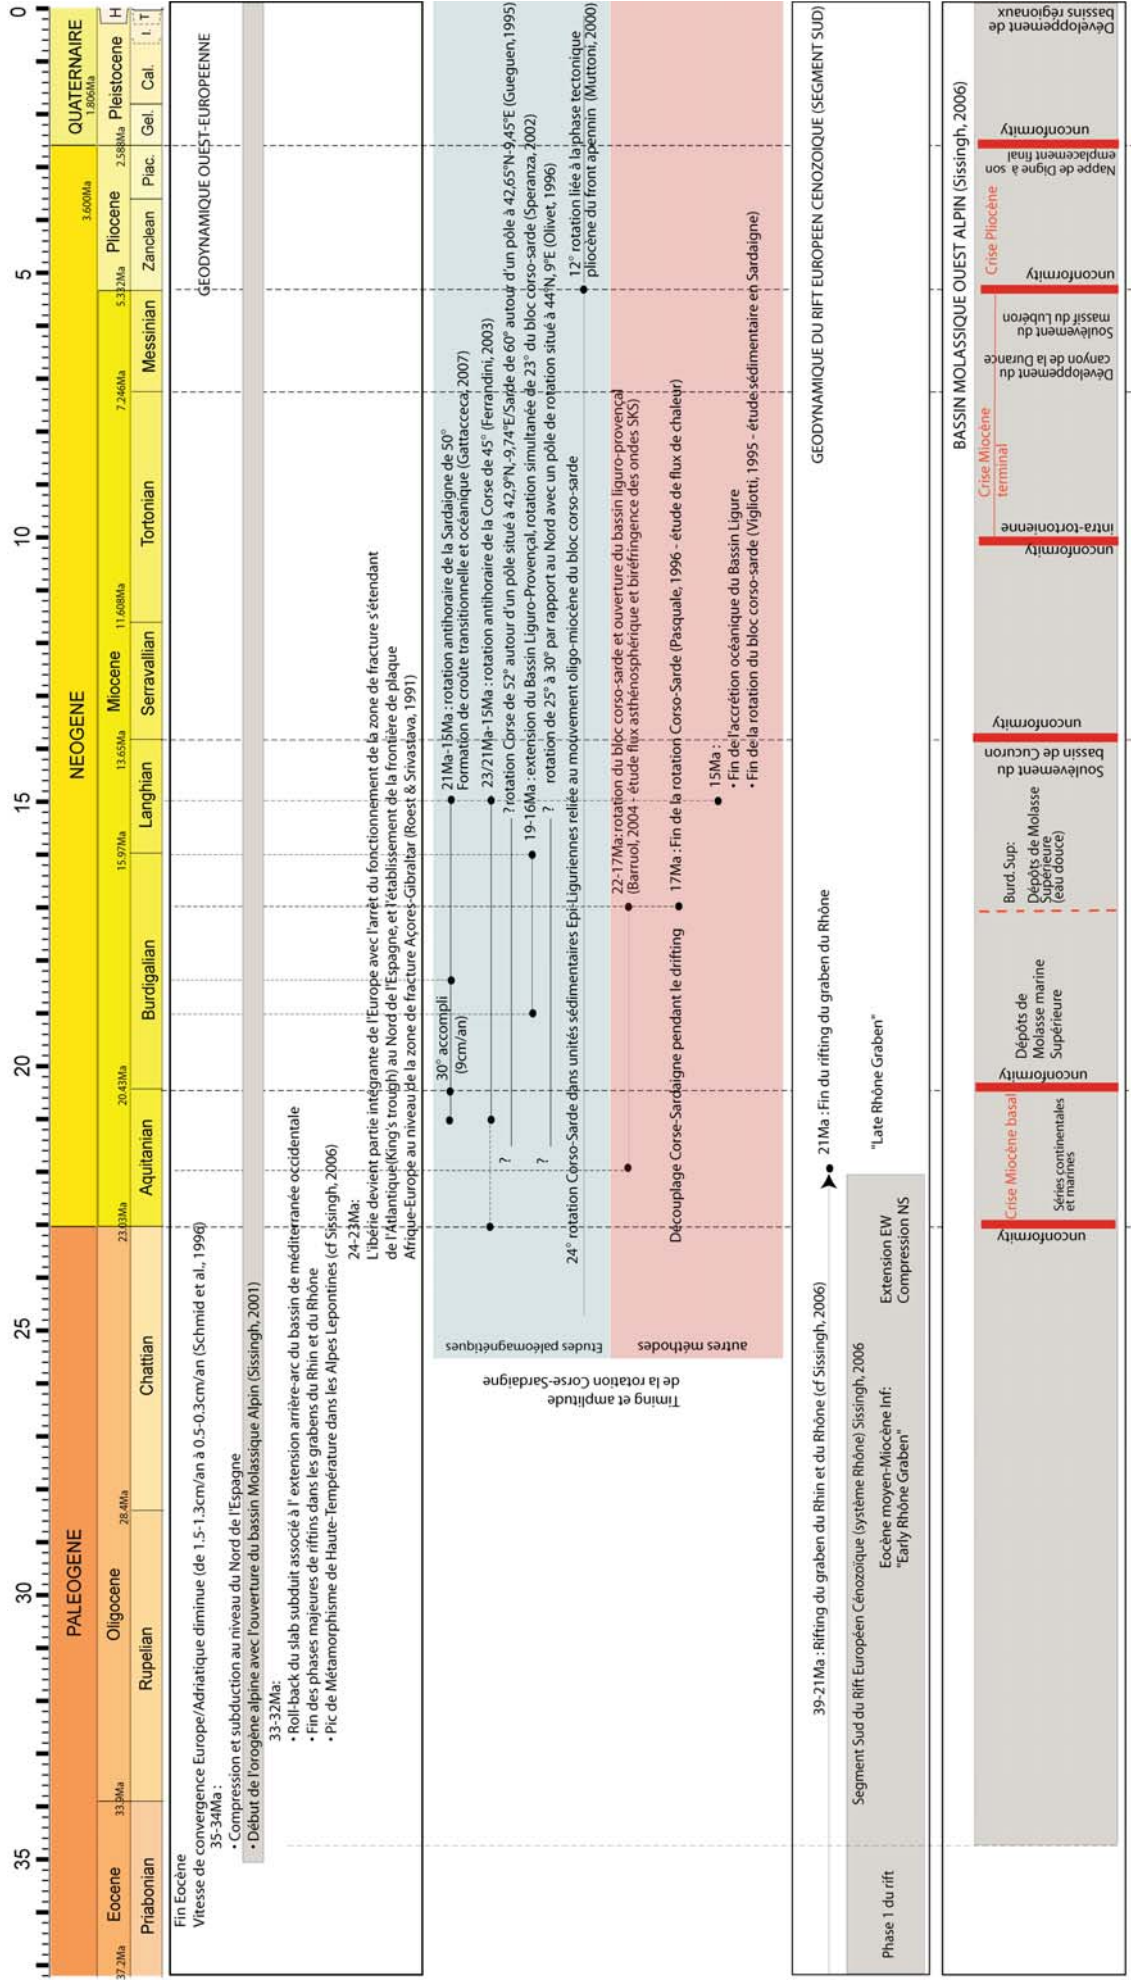 0
5
10
15
20
25
30
35
PALEOGENE
NEOGENE
QUATERNAIRE
1.806Ma
3.600Ma
Eocene
Oligocene
Miocene
Pliocene
Pleistocene
H
37.2Ma
33.9Ma
28.4Ma
23.03Ma
20.43Ma
15.97Ma
13.65Ma
11.608Ma
7.246Ma
5.332Ma
2.588Ma
Priabonian
Rupelian
Chattian
Aquitanian
Burdigalian
Langhian
Serravallian
Tortonian
Messinian
Zanclean
Piac.
Gel.
Cal.
I.
T
GEODYNAMIQUE OUEST-EUROPEENNE
Fin Eocène
Vitesse de convergence Europe/Adriatique diminue (de 1.5-1.3cm/an à 0.5-0.3cm/an (Schmid et al., 1996)
35-34Ma :
• Compression et subduction au niveau du Nord de l'Espagne
• Début de l'orogène alpine avec l'ouverture du bassin Molassique Alpin (Sissingh, 2001)
33-32Ma:
• Roll-back du slab subduit associé à l' extension arrière-arc du bassin de méditerranée occidentale
• Fin des phases majeures de riftins dans les grabens du Rhin et du Rhône
• Pic de Métamorphisme de Haute-Température dans les Alpes Lepontines (cf Sissingh, 2006)
24-23Ma:
L'ibérie devient partie intégrante de l'Europe avec l'arrêt du fonctionnement de la zone de fracture s'étendant
de l'Atlantique(King's trough) au Nord de l'Espagne, et l'établissement de la frontière de plaque
Afrique-Europe au niveau de la zone de fracture Açores-Gibraltar (Roest & Srivastava, 1991)
Timing et amplitude
de la rotation Corse-Sardaigne
Etudes paléomagnétiques
autres méthodes
30° accompli
(9cm/an)
21Ma-15Ma : rotation antihoraire de la Sardaigne de 50°
Formation de croûte transitionnelle et océanique (Gattacceca, 2007)
23/21Ma-15Ma : rotation antihoraire de la Corse de 45° (Ferrandini, 2003)
?
? rotation Corse de 52° autour d'un pôle situé à 42,9°N,-9,74°E/Sarde de 60° autour d'un pôle à 42,65°N-9,45°E (Gueguen,1995)
19-16Ma : extension du Bassin Liguro-Provençal, rotation simultanée de 23° du bloc corso-sarde (Speranza, 2002)
?
? rotation de 25° à 30° par rapport au Nord avec un pôle de rotation situé à 44°N, 9°E (Olivet, 1996)
24° rotation Corso-Sarde dans unités sédimentaires Epi-Liguriennes reliée au mouvement oligo-miocène du bloc corso-sarde
12° rotation liée à la phase tectonique
pliocène du front apennin (Muttoni, 2000)
22-17Ma: rotation du bloc corso-sarde et ouverture du bassin liguro-provençal
(Barruol, 2004 - étude flux asthénosphérique et biréfringence des ondes SKS)
Découplage Corse-Sardaigne pendant le drifting
17Ma : Fin de la rotation Corso-Sarde (Pasquale, 1996 - étude de flux de chaleur)
15Ma :
• Fin de l'accrétion océanique du Bassin Ligure
• Fin de la rotation du bloc corso-sarde (Vigliotti, 1995 - étude sédimentaire en Sardaigne)
GEODYNAMIQUE DU RIFT EUROPEEN CENOZOIQUE (SEGMENT SUD)
39-21Ma : Rifting du graben du Rhin et du Rhône (cf Sissingh, 2006)
21Ma : Fin du rifting du graben du Rhône
Segment Sud du Rift Européen Cénozoïque (système Rhône) Sissingh, 2006
Phase 1 du rift
Eocène moyen-Miocène Inf:
"Early Rhône Graben"
Extension EW
Compression NS
"Late Rhône Graben"
BASSIN MOLASSIQUE OUEST ALPIN (Sissingh, 2006)
unconformity
Crise Miocène basal
Séries continentales
et marines
unconformity
Dépôts de
Molasse marine
Supérieure
Burd. Sup:
Dépôts de Molasse
Supérieure
(eau douce)
Soulèvement du
bassin de Cucuron
unconformity
unconformity
intra-tortonienne
Crise Miocène
terminal
Développement du
canyon de la Durance
Soulèvement du
massif du Lubéron
unconformity
Crise Pliocène
Nappe de Digne à son
emplacement final
unconformity
Développement de
bassins régionaux